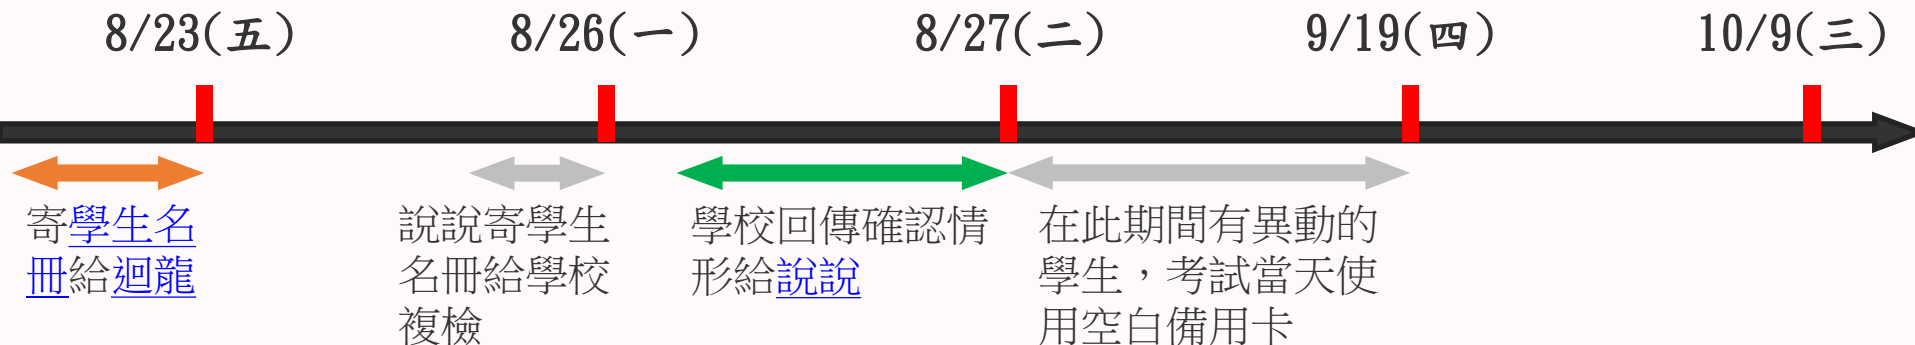 8/23(五)
8/26(一)
8/27(二)
9/19(四)
10/9(三)
寄學生名
冊給迴龍
說說寄學生
名冊給學校
複檢
學校回傳確認情
形給說說
在此期間有異動的
學生，考試當天使
用空白備用卡